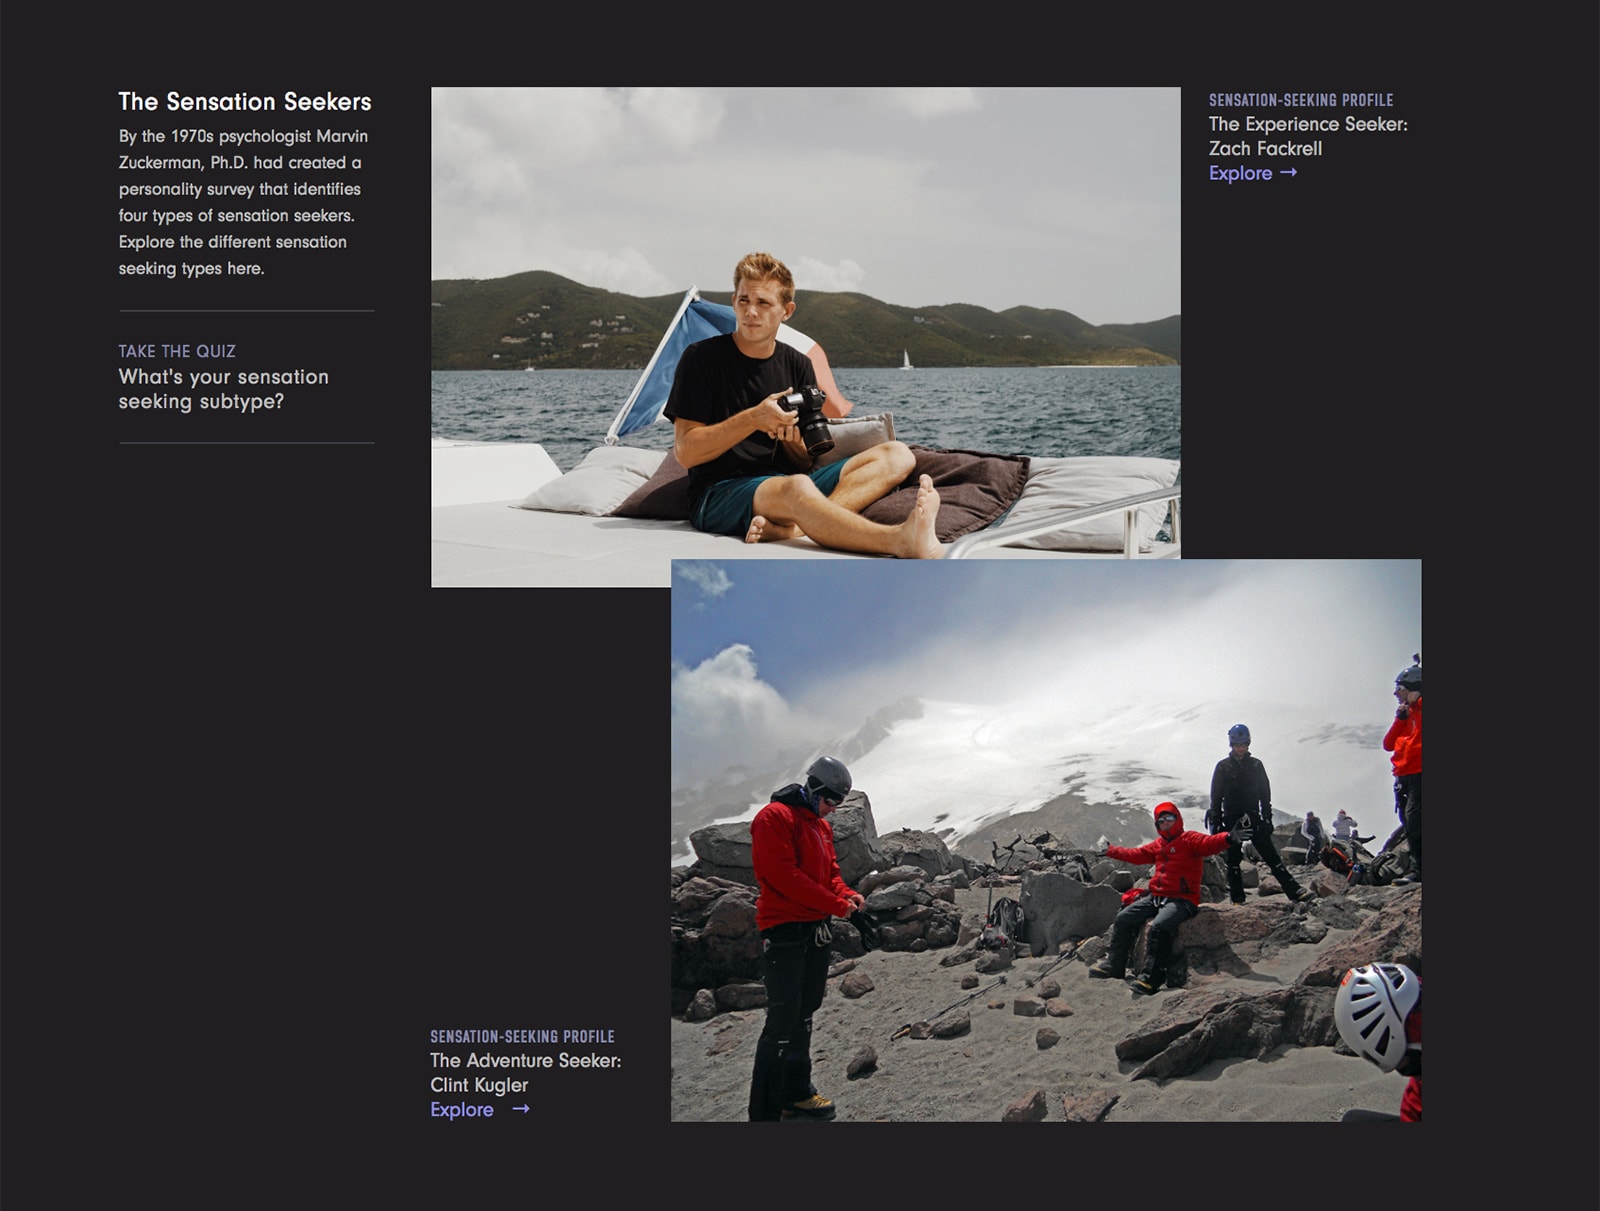 The Sensation Seekers
By the 1970s psychologist Marvin
Zuckerman, Ph.D. had created a
personality survey that identifies
four types of sensation seekers.
Explore the different sensation
seeking types here.
TAKE THE QUIZ
What's your sensation
seeking subtype?
SENSATION-SEEKING PROFILE
The Experience Seeker:
Zach Fackrell
Explore →
SENSATION-SEEKING PROFILE
The Adventure Seeker:
Clint Kugler
Explore →